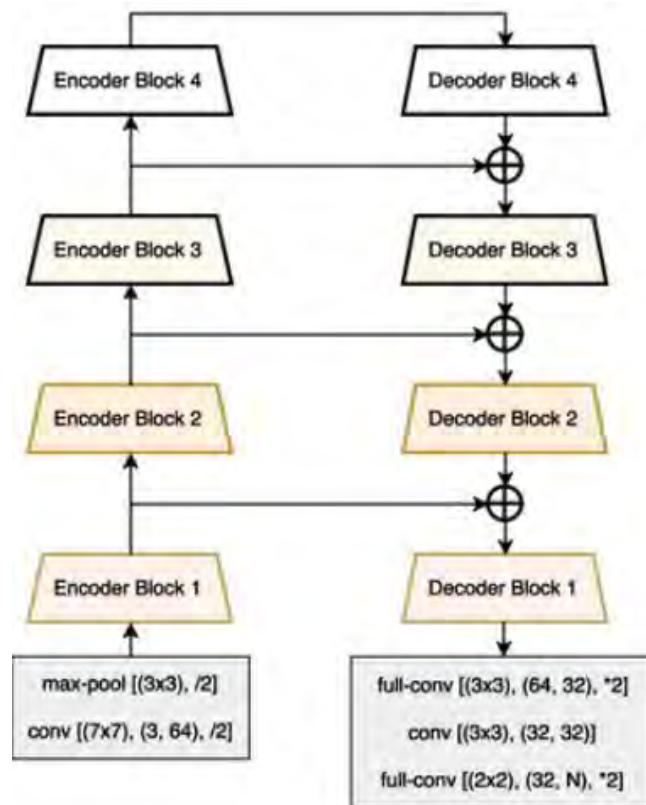 Encoder Block 4
Decoder Block 4
Encoder Block 3
Decoder Block 3
Encoder Block 2
Decoder Block 2
Encoder Block 1
Decoder Block 1
max-pool [(3x3), /2]
conv [(7x7), (3, 64), /2]
full-conv [(3x3), (64, 32), *2]
conv [(3x3), (32, 32)]
full-conv [(2x2), (32, N), *2]